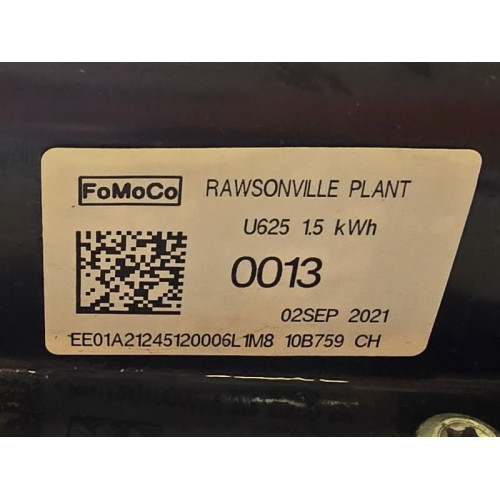 FoMoCo RAWSONVILLE PLANT
U625 1.5 kWh
0013
02SEP 2021
EE01A21245120006L1M8 10B759 CH